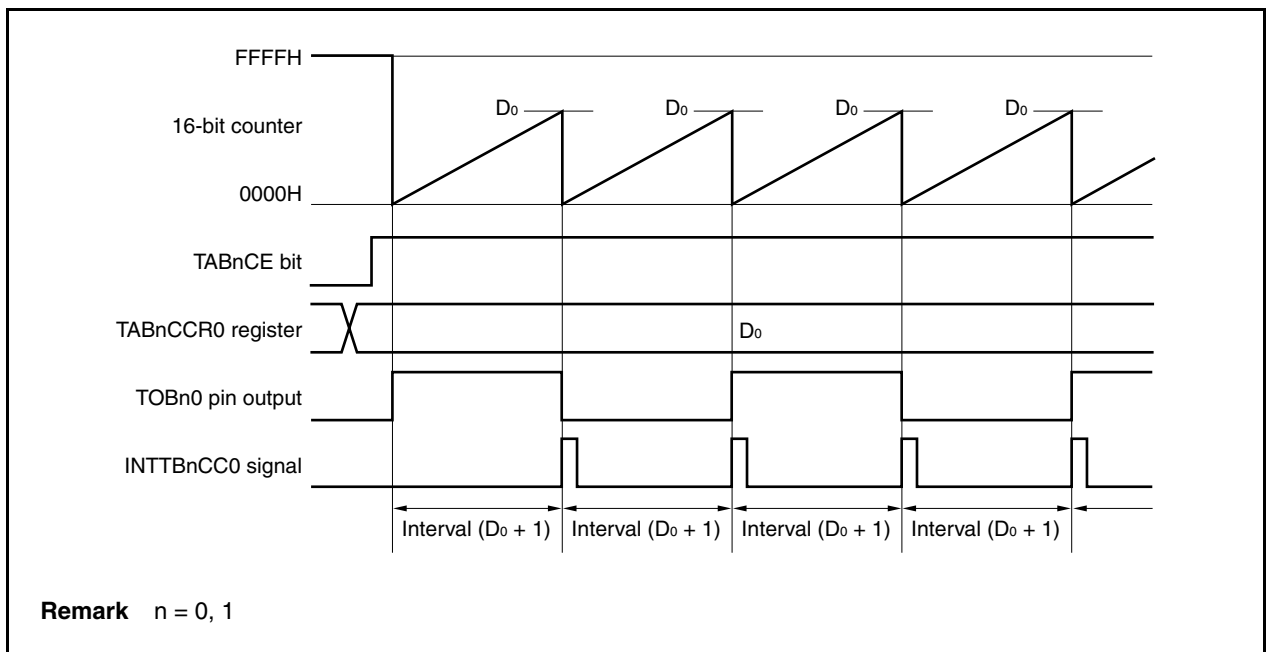 FFFFH
D0 D0 D0 D0
16-bit counter
0000H
TABnCE bit
TABnCCR0 register D0
TOBn0 pin output
INTTBnCC0 signal
Interval (D0 + 1) Interval (D0 + 1) Interval (D0 + 1) Interval (D0 + 1)
Remark n = 0, 1